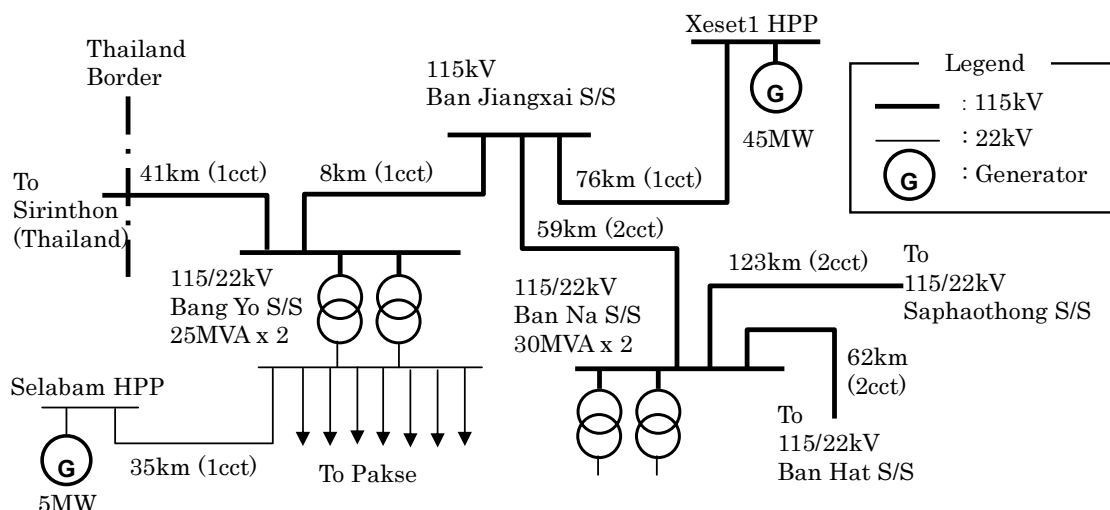 Xeset1 HPP
G
45MW
Legend
: 115kV
: 22kV
G
: Generator
Thailand
Border
115kV
Ban Jiangxai S/S
To
Sirinthon
(Thailand)
41km (1cct)
8km (1cct)
76km (1cct)
59km (2cct)
115/22kV
Bang Yo S/S
25MVA x 2
115/22kV
Ban Na S/S
30MVA x 2
123km (2cct)
To
115/22kV
Saphaothong S/S
62km
(2cct)
To
115/22kV
Ban Hat S/S
Selabam HPP
G
5MW
35km (1cct)
To Pakse